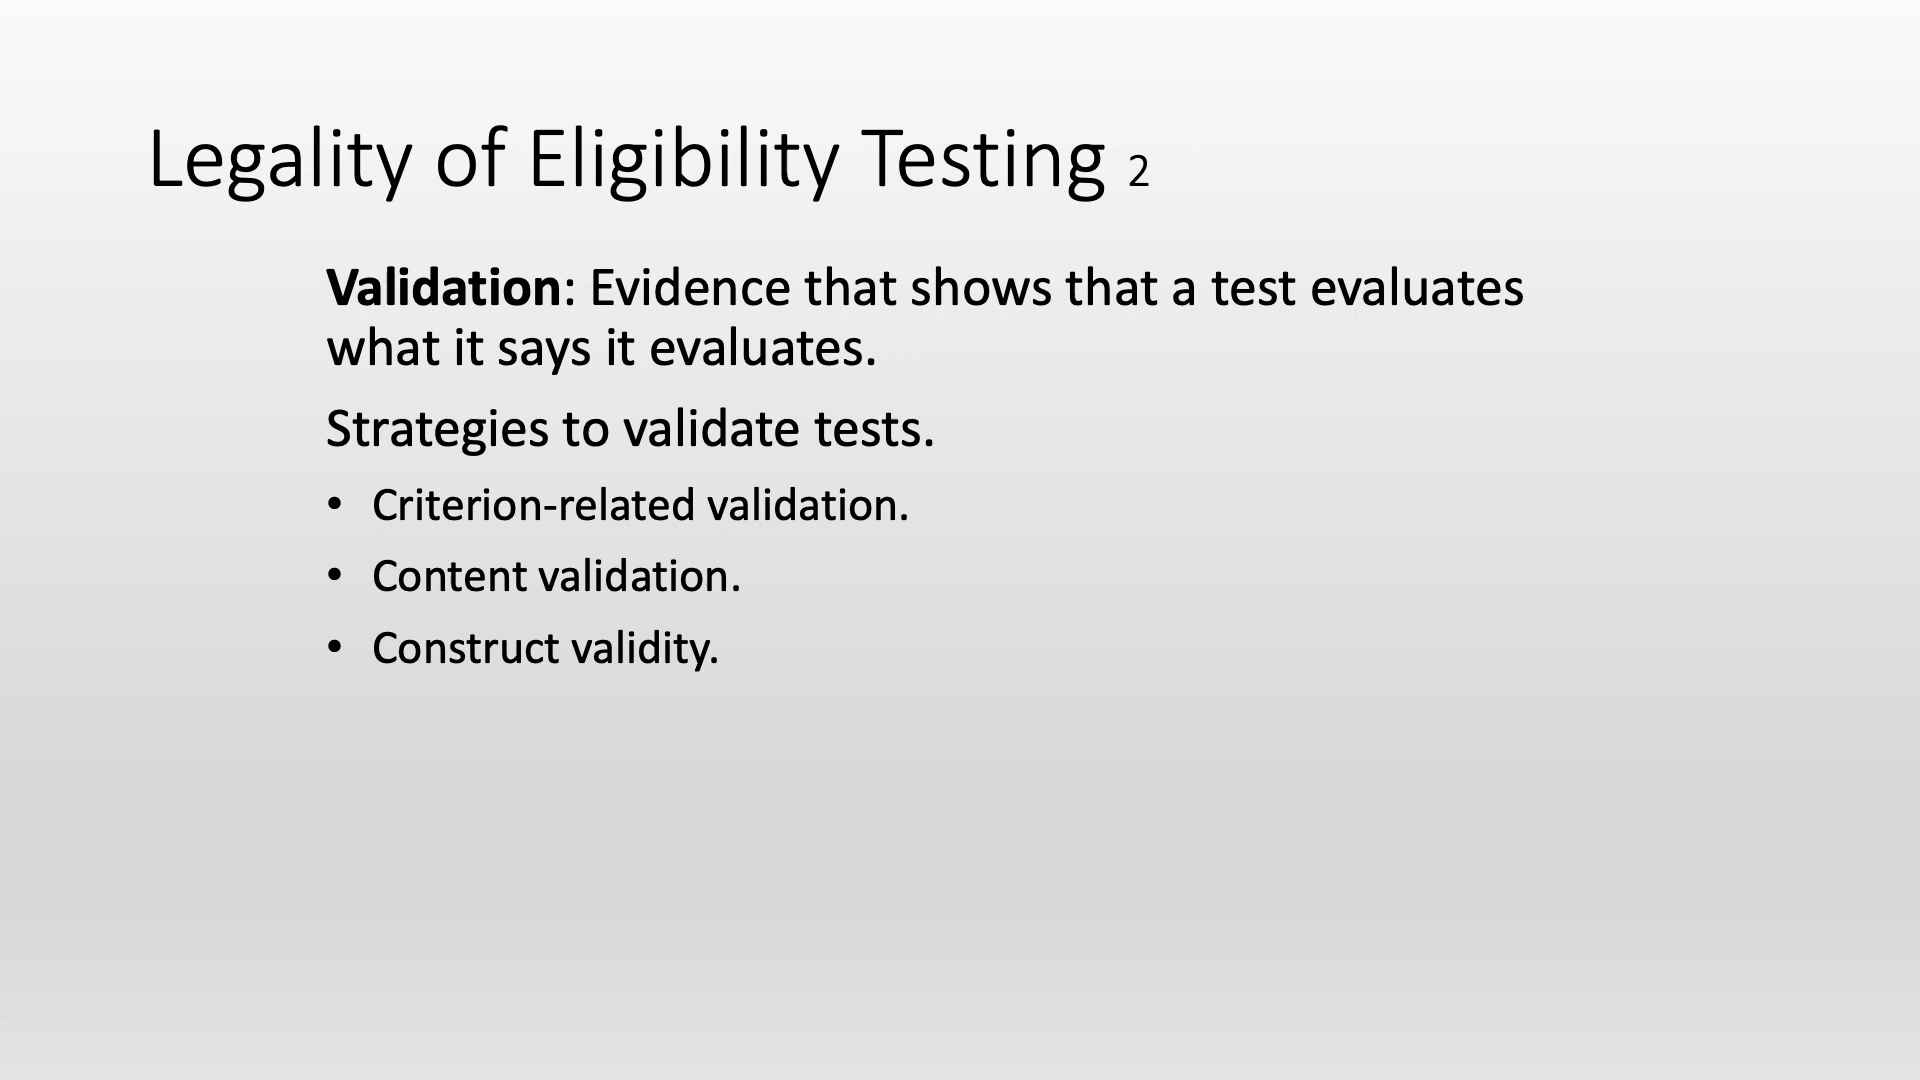 Legality of Eligibility Testing 2
Validation: Evidence that shows that a test evaluates
what it says it evaluates.
Strategies to validate tests.
• Criterion-related validation.
• Content validation.
• Construct validity.